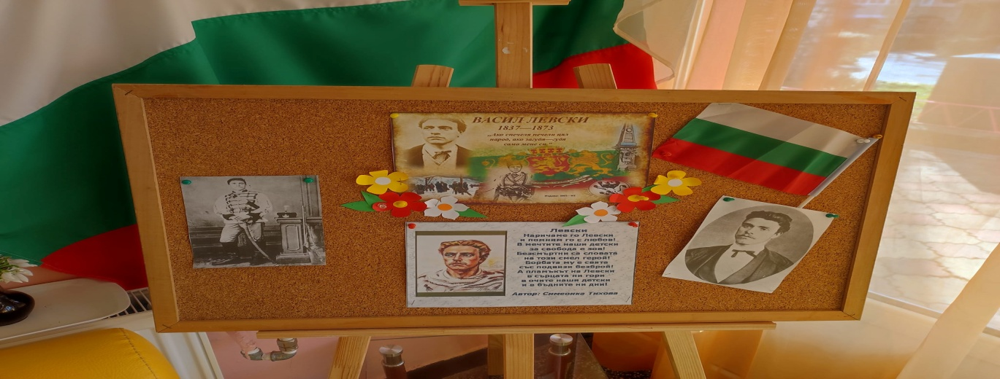 ВАСИЛ ЛЕВСКИ
1837—1873
„Ако спечеля печели цял
народ, ако загубя—губя
само мене си."
Левски
Наричаме го Левски
и помним го с любов!
В мечтите наши детски
за свобода е зов!
Безсмъртни са словата
на този смел герой!
Борбата му е свята
със подвизи безброй!
А пламъкът на Левски
в сърцата ни гори
в очите наши детски
и в бъдните ни дни!
Автор: Симеонка Тихова